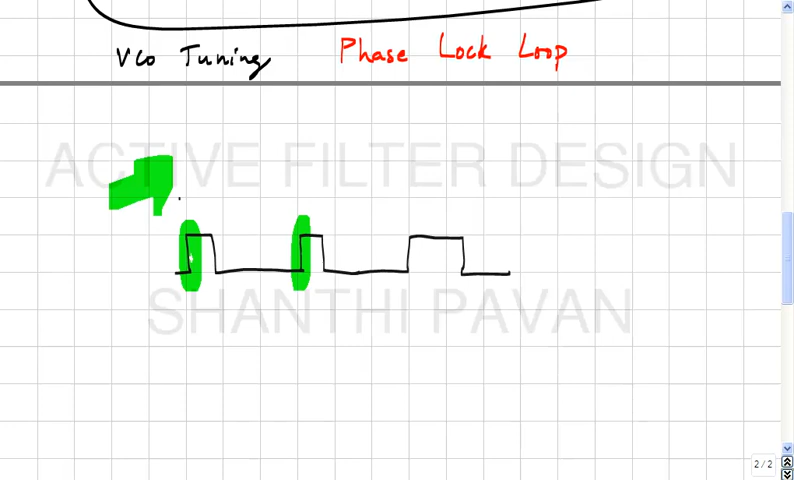 VCO Tuning Phase Lock Loop
ACTIVE FILTER DESIGN
SHANTHI PAVAN
2/2